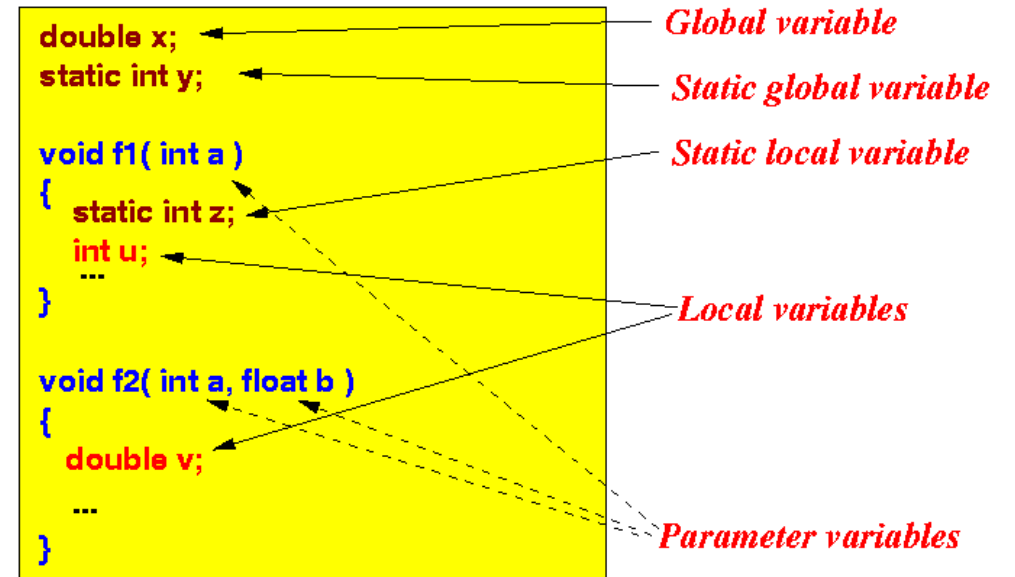 double x;
static int y;
void f1( int a )
{
static int z;
int u;
...
}
void f2( int a, float b )
{
double v;
...
}
Global variable
Static global variable
Static local variable
Local variables
Parameter variables